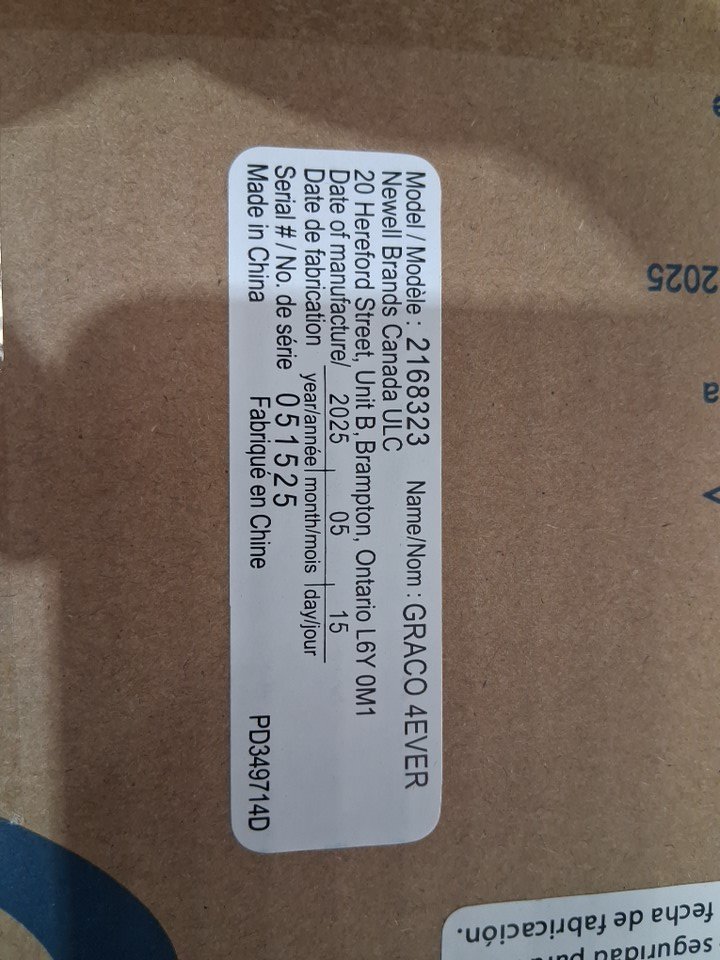 Model / Modèle : 2168323 Name/Nom : GRACO 4EVER
Newell Brands Canada ULC
20 Hereford Street, Unit B, Brampton, Ontario L6Y 0M1
Date of manufacture/ 2025 05 15
Date de fabrication year/année month/mois day/jour
Serial # / No. de série 051525
Made in China Fabriqué en Chine PD349714D
2025
a
V
seguridad
fecha de fabricación.